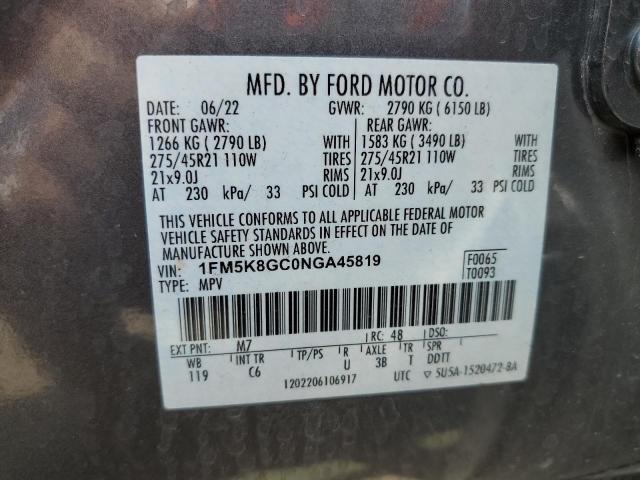 MFD. BY FORD MOTOR CO.
DATE: 06/22 GVWR: 2790 KG ( 6150 LB)
FRONT GAWR: REAR GAWR:
1266 KG ( 2790 LB) WITH 1583 KG ( 3490 LB) WITH
275/45R21 110W TIRES 275/45R21 110W TIRES
21x9.0J RIMS 21x9.0J RIMS
AT 230 kPa/ 33 PSI COLD AT 230 kPa/ 33 PSI COLD
THIS VEHICLE CONFORMS TO ALL APPLICABLE FEDERAL MOTOR
VEHICLE SAFETY STANDARDS IN EFFECT ON THE DATE OF
MANUFACTURE SHOWN ABOVE.
VIN: 1FM5K8GC0NGA45819 F0065
TYPE: MPV T0093
EXT PNT: M7 RC: 48 DSO:
WB INT TR TP/PS R AXLE TR SPR
119 C6 U 3B T DDTT
1202206106917 UTC ▽ 5U5A-1520472-BA